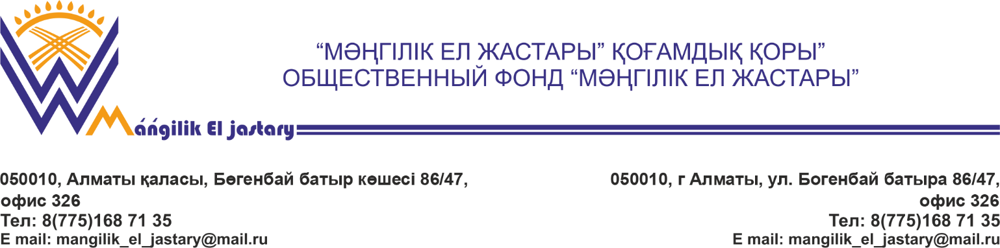 “МӘҢГІЛІК ЕЛ ЖАСТАРЫ” ҚОҒАМДЫҚ ҚОРЫ”
ОБЩЕСТВЕННЫЙ ФОНД “МӘҢГІЛІК ЕЛ ЖАСТАРЫ”
Máńgilik El jastary
050010, Алматы қаласы, Бөгенбай батыр көшесі 86/47,
офис 326
Тел: 8(775)168 71 35
E mail: mangilik_el_jastary@mail.ru
050010, г Алматы, ул. Богенбай батыра 86/47,
офис 326
Тел: 8(775)168 71 35
E mail: mangilik_el_jastary@mail.ru